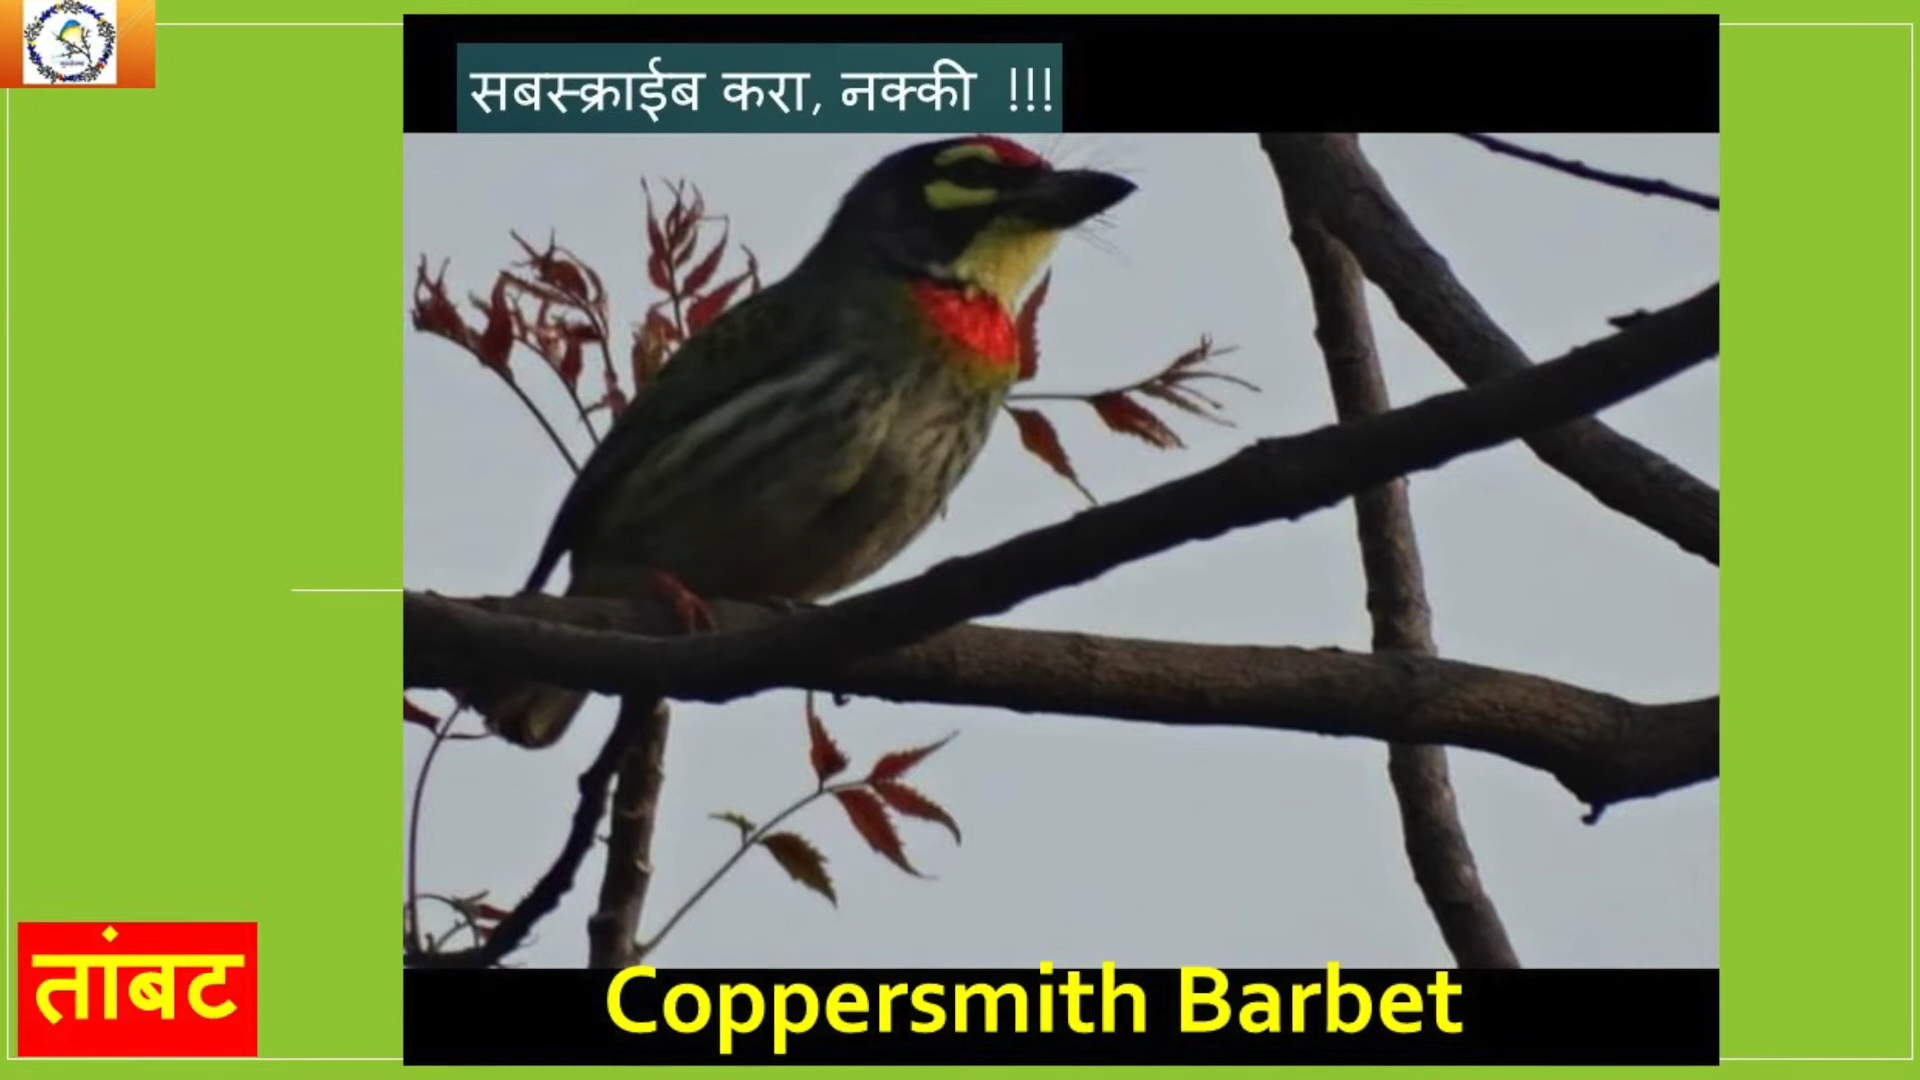 सबस्क्राईब करा, नक्की !!!
तांबट
Coppersmith Barbet